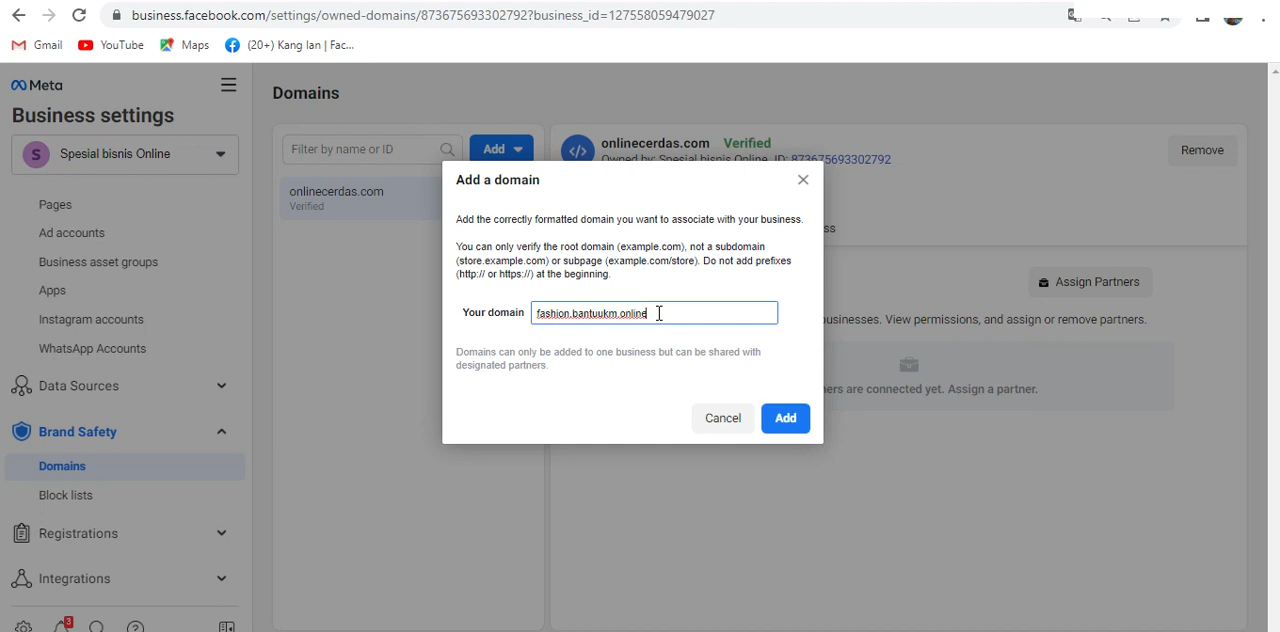 business.facebook.com/settings/owned-domains/873675693302792?business_id=127558059479027
Gmail YouTube Maps (20+) Kang Ian | Fac...
Meta
Business settings
S Spesial bisnis Online
Pages
Ad accounts
Business asset groups
Apps
Instagram accounts
WhatsApp Accounts
Data Sources
Brand Safety
Domains
Block lists
Registrations
Integrations
3
Domains
Filter by name or ID
Add
onlinecerdas.com
Verified
onlinecerdas.com Verified
Owned by: Spesial bisnis Online ID: 873675693302792
Remove
ss
Assign Partners
usinesses. View permissions, and assign or remove partners.
ers are connected yet. Assign a partner.
Add a domain
Add the correctly formatted domain you want to associate with your business.
You can only verify the root domain (example.com), not a subdomain
(store.example.com) or subpage (example.com/store). Do not add prefixes
(http:// or https://) at the beginning.
Your domain fashion.bantuukm.online
Domains can only be added to one business but can be shared with
designated partners.
Cancel Add